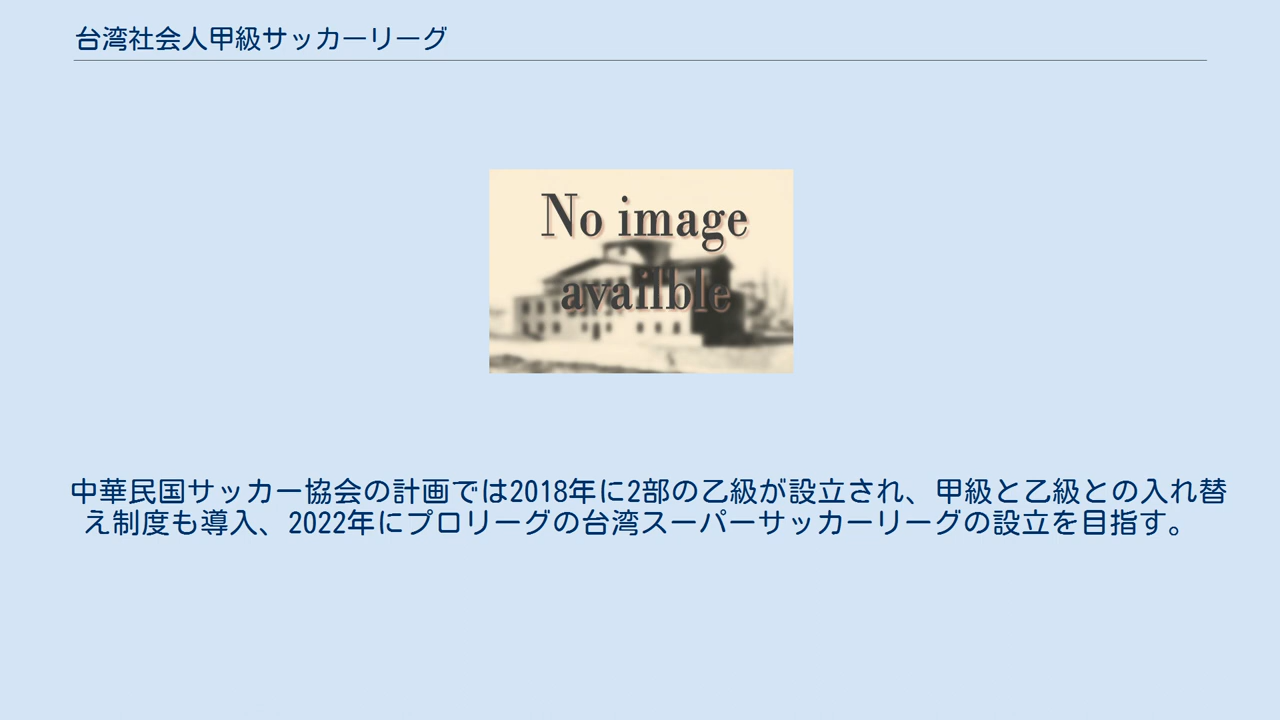 台湾社会人甲級サッカーリーグ
No image
availble
中華民国サッカー協会の計画では2018年に2部の乙級が設立され、甲級と乙級との入れ替
え制度も導入、2022年にプロリーグの台湾スーパーサッカーリーグの設立を目指す。